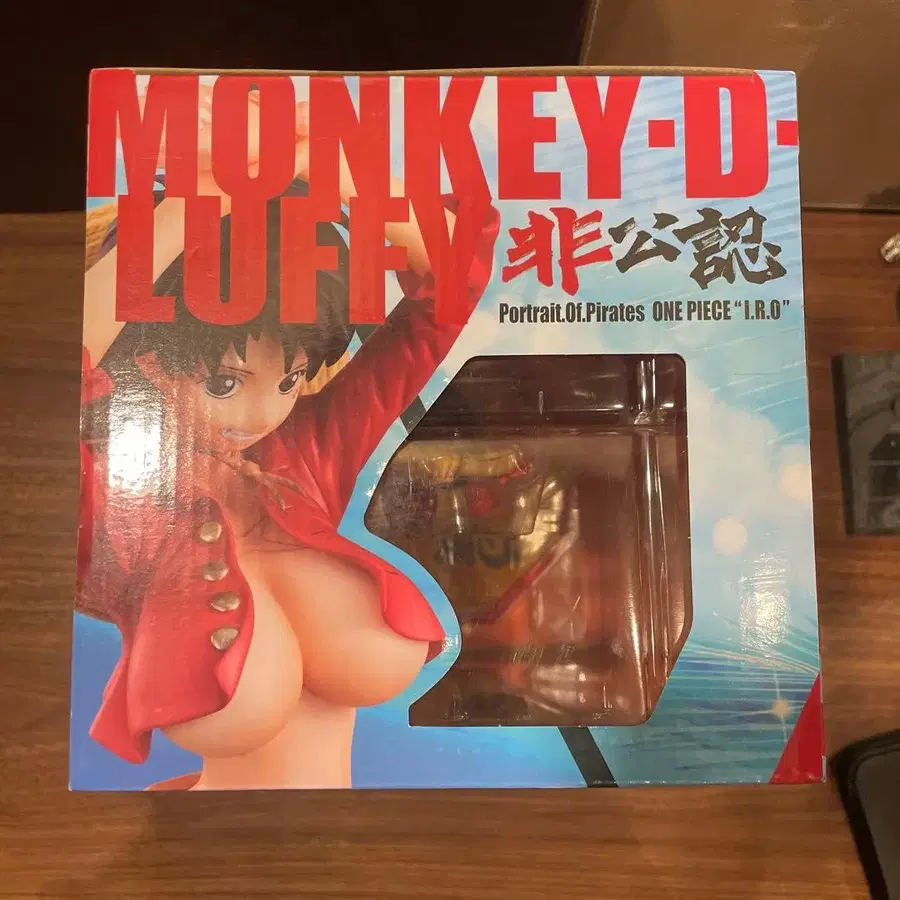 MONKEY·D·
LUFFY 非公認
Portrait.Of.Pirates ONE PIECE "I.R.O"